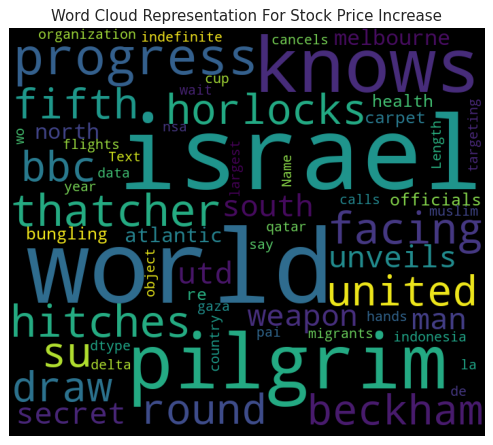 Word Cloud Representation For Stock Price Increase
organization indefinite cancels melbourne
progress knows
cup
wait
fifth horlocks health
carpet
targeting
wo
north nsa
largest
israel
Length
flights Text
Name
bbc data
year
thatcher south calls officials
muslim
bungling atlantic qatar facing
say
world
object
utd unveils
re
gaza
united
hitches weapon man
country
dtype
su delta
pai migrants hands indonesia
pilgrim
la
draw
secret round beckham
de